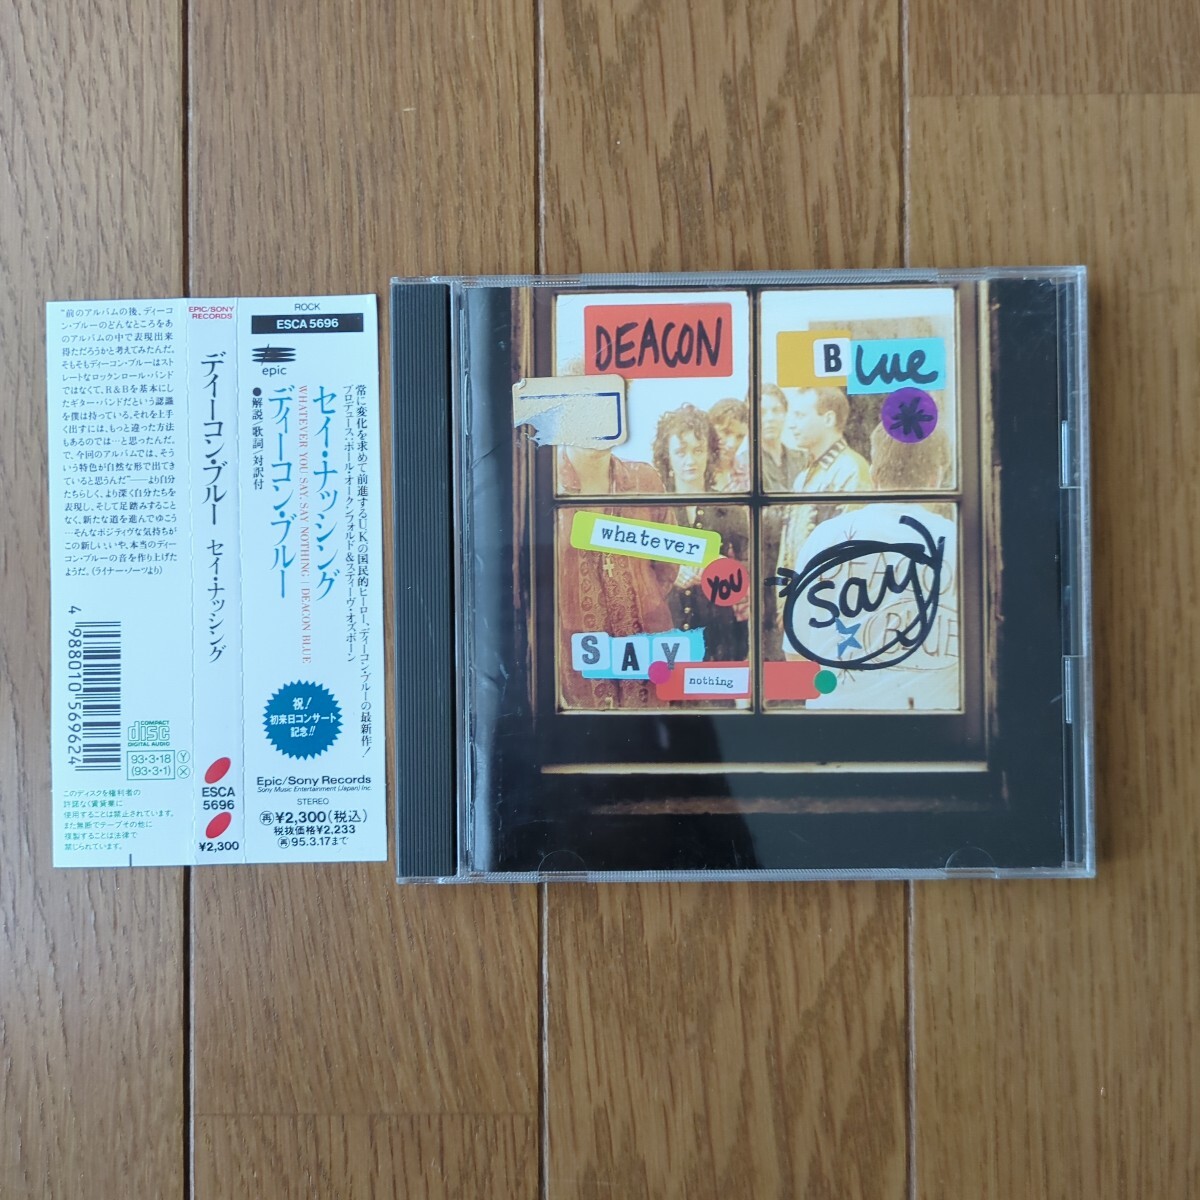 "前のアルバムの後、ディーコ
ン・ブルーのどんなところをあ
のアルバムの中で表現出来
得ただろうかと考えてみたんだ。
そもそもディーコン・ブルーはスト
レートなロックンロール・バンド
ではなくて、R&Bを基本にし
たギター・バンドだという認識
を僕は持っている。それを上手
く出すには、もっと違った方法
もあるのでは…と思ったんだ。
で、今回のアルバムでは、そう
いう特色が自然な形で出てき
ていると思うんだ"——より自分
たちらしく、より深く自分たちを
表現し、そして足踏みすること
なく、新たな道を進んでゆこう
…そんなポジティヴな気持ちが
この新しい、いや、本当のディー
コン・ブルーの音を作り上げた
ようだ。(ライナー・ノーツより)
4988010569624
COMPACT
disc
DIGITAL AUDIO
93・3・18 Y
(93・3・1) X
このディスクを権利者の
許諾なく賃貸業に
使用することは禁止されています。
また無断でテープその他に
複製することは法律で
禁じられています。
EPIC/SONY
RECORDS
ディーコン・ブルー セイ・ナッシング
ESCA
5696
¥2,300
ROCK
ESCA 5696
epic
常に変化を求めて前進するU.K.の国民的ヒーロー、ディーコン・ブルーの最新作!
プロデュース:ポール・オークンフォルド&スティーヴ・オズボーン
セイ・ナッシング
WHATEVER YOU SAY, SAY NOTHING | DEACON BLUE
ディーコン・ブルー
●解説/歌詞/対訳付
祝!
初来日コンサート
記念!!
Epic/Sony Records
Sony Music Entertainment (Japan) Inc.
STEREO
再¥2,300(税込)
税抜価格¥2,233
再95.3.17まで
DEACON
Blue
whatever
YOU
SAY
nothing
say
DEACON
BLUE